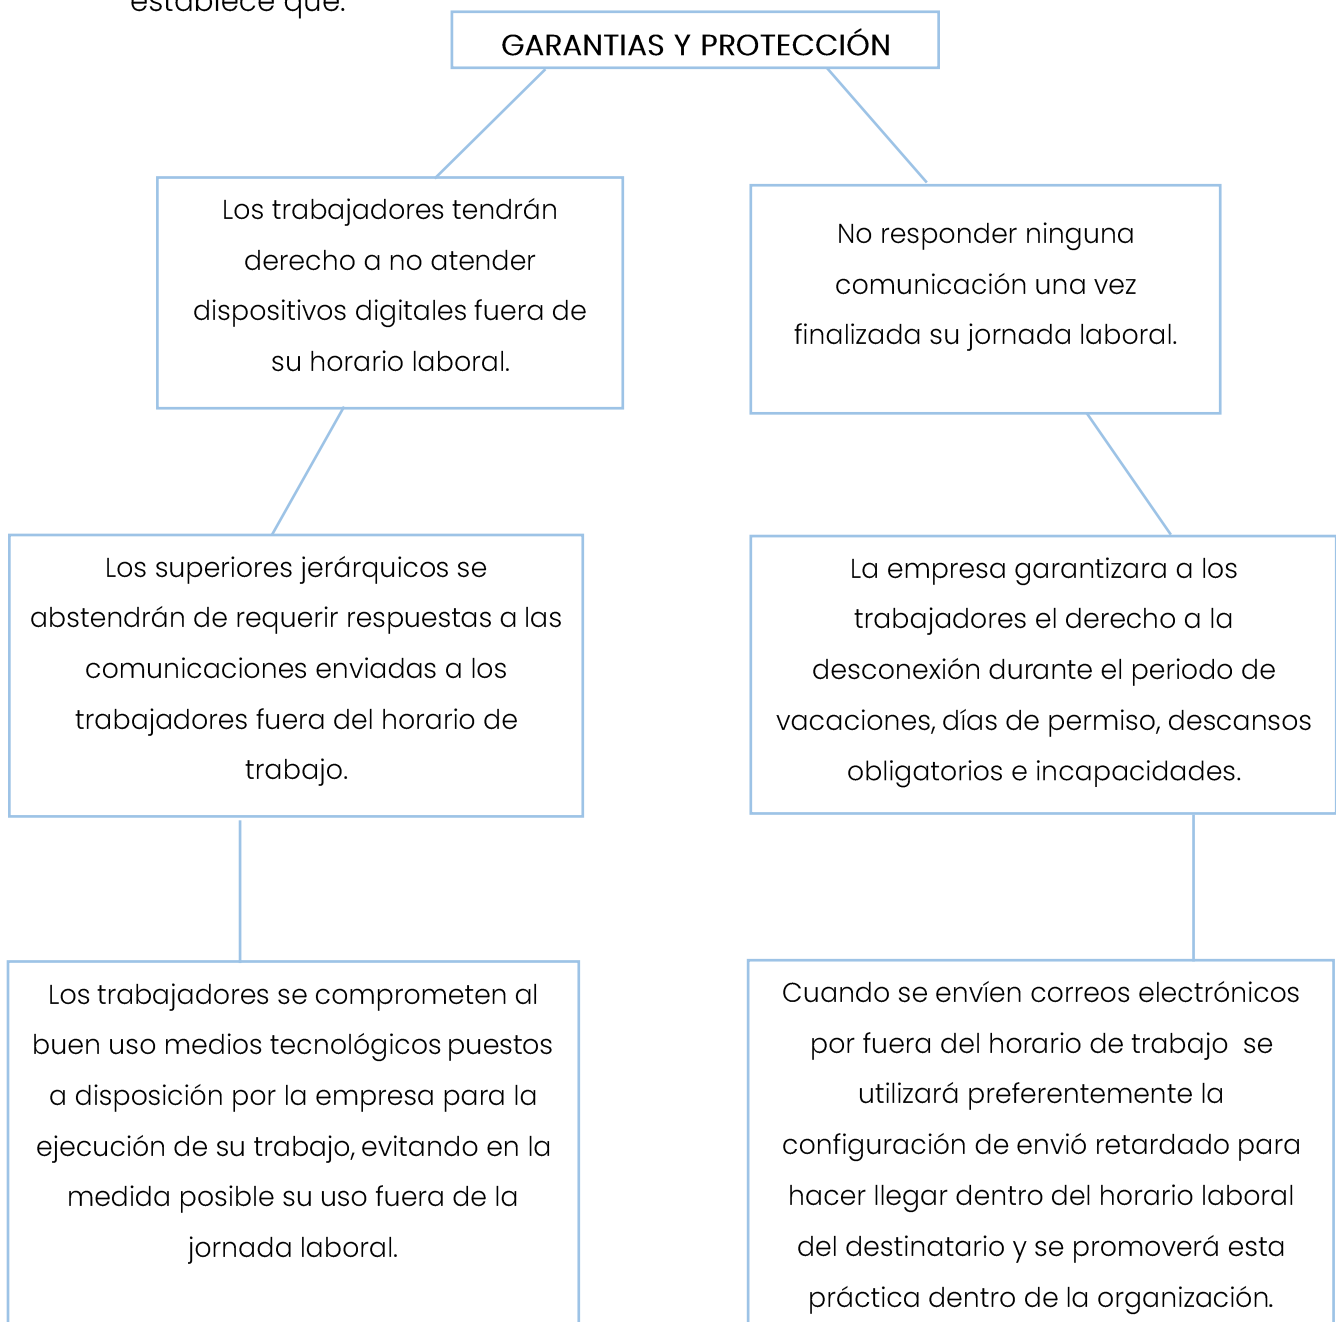 establece que:
GARANTIAS Y PROTECCIÓN
Los trabajadores tendrán
derecho a no atender
dispositivos digitales fuera de
su horario laboral.
No responder ninguna
comunicación una vez
finalizada su jornada laboral.
Los superiores jerárquicos se
abstendrán de requerir respuestas a las
comunicaciones enviadas a los
trabajadores fuera del horario de
trabajo.
La empresa garantizara a los
trabajadores el derecho a la
desconexión durante el periodo de
vacaciones, días de permiso, descansos
obligatorios e incapacidades.
Los trabajadores se comprometen al
buen uso medios tecnológicos puestos
a disposición por la empresa para la
ejecución de su trabajo, evitando en la
medida posible su uso fuera de la
jornada laboral.
Cuando se envíen correos electrónicos
por fuera del horario de trabajo  se
utilizará preferentemente la
configuración de envió retardado para
hacer llegar dentro del horario laboral
del destinatario y se promoverá esta
práctica dentro de la organización.